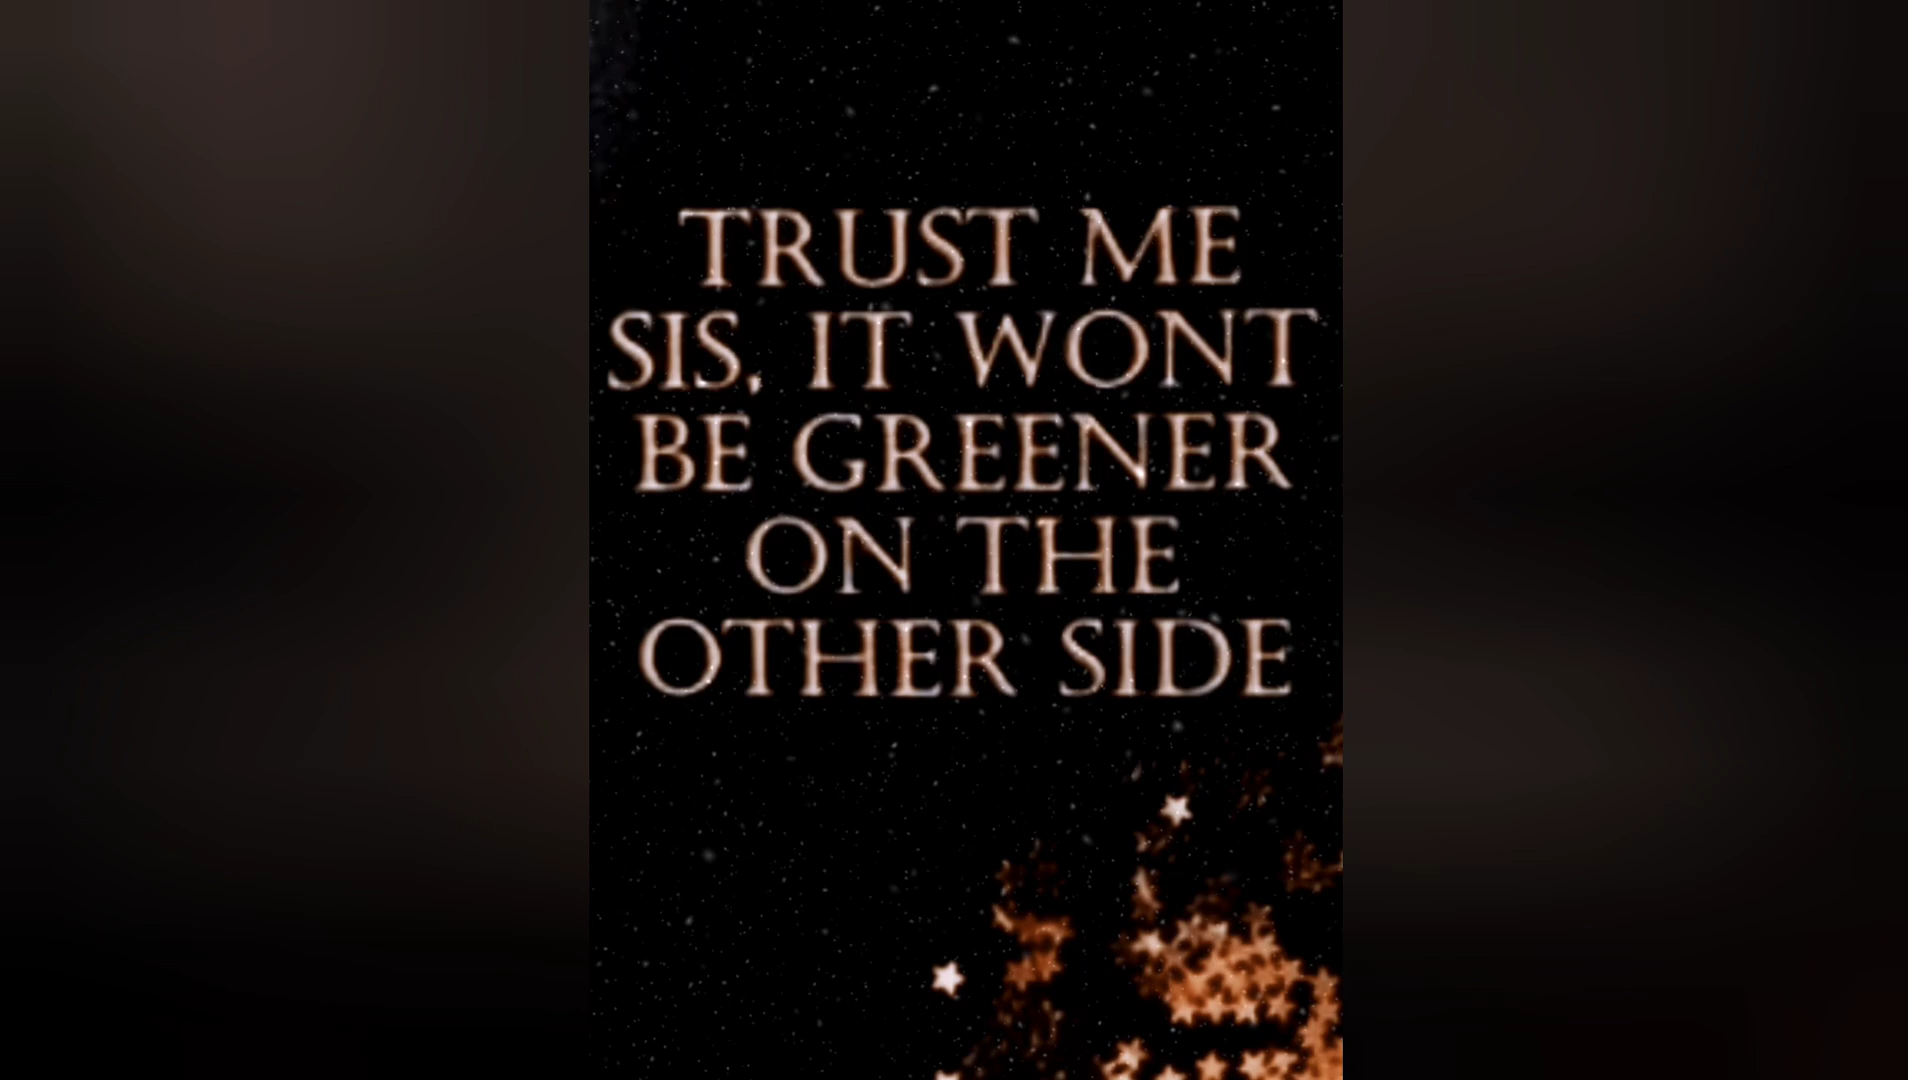 TRUST ME
SIS, IT WONT
BE GREENER
ON THE
OTHER SIDE